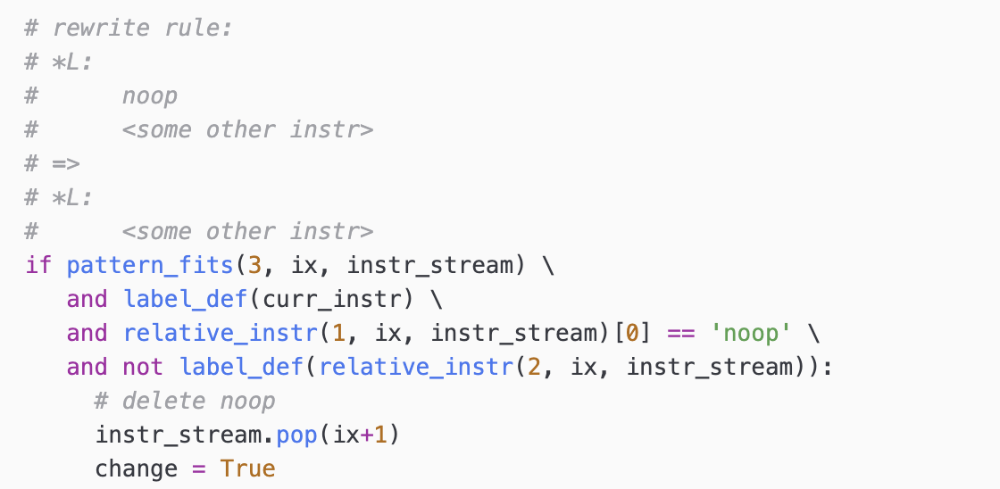 # rewrite rule:
# *L:
#      noop
#      <some other instr>
# =>
# *L:
#      <some other instr>
if pattern_fits(3, ix, instr_stream) \
   and label_def(curr_instr) \
   and relative_instr(1, ix, instr_stream)[0] == 'noop' \
   and not label_def(relative_instr(2, ix, instr_stream)):
     # delete noop
     instr_stream.pop(ix+1)
     change = True